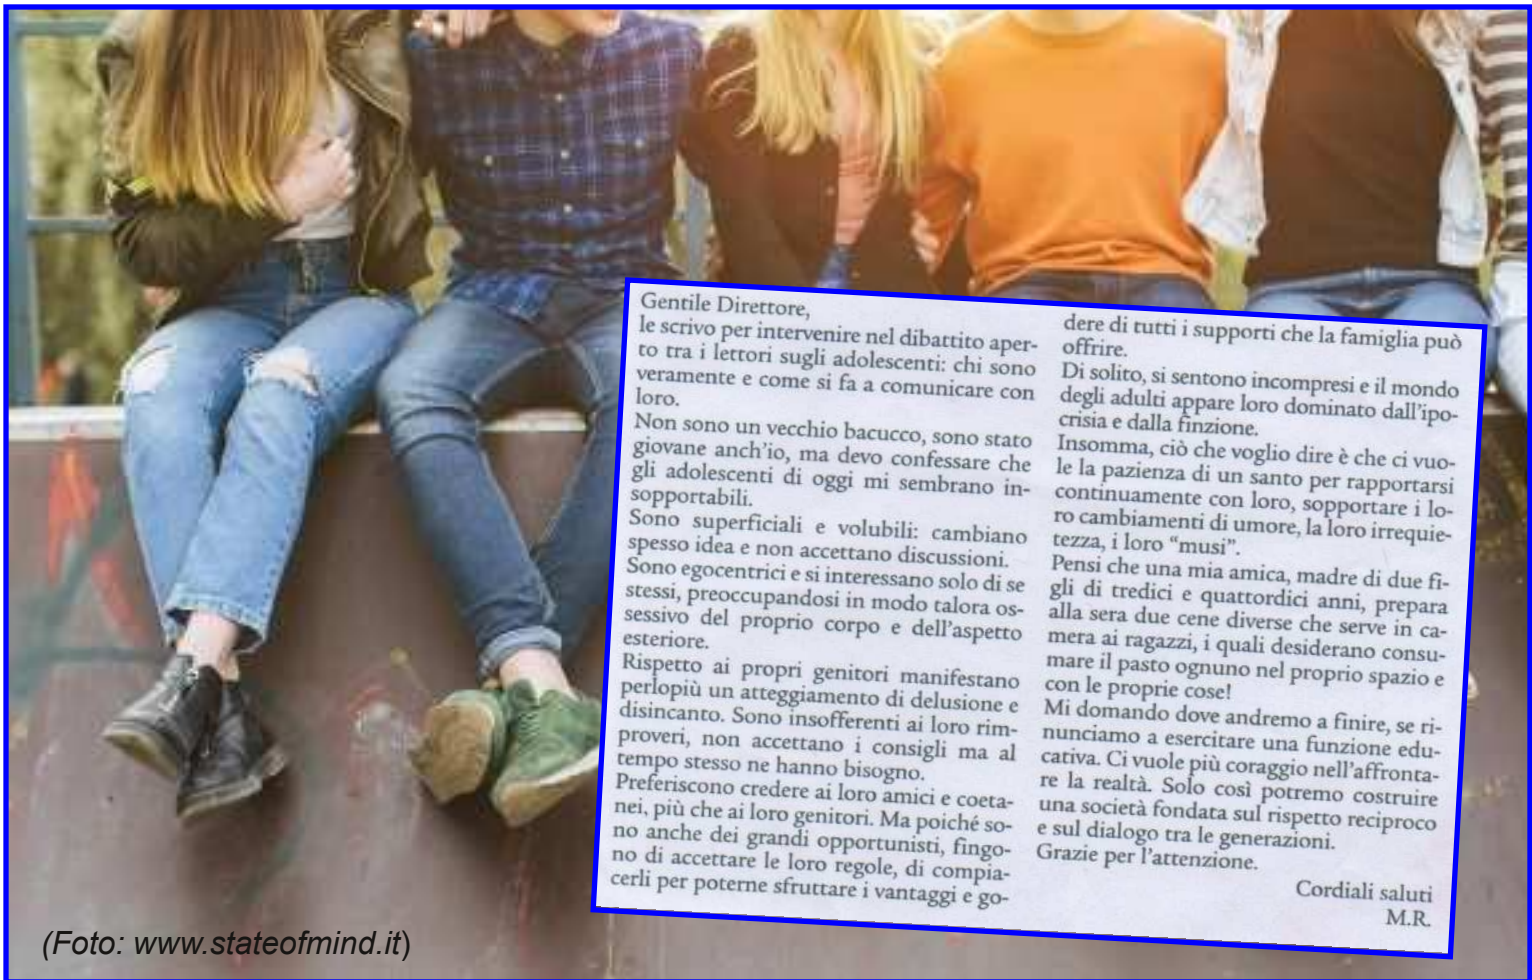 Gentile Direttore,
le scrivo per intervenire nel dibattito aper-
to tra i lettori sugli adolescenti: chi sono
veramente e come si fa a comunicare con
loro.
Non sono un vecchio bacucco, sono stato
giovane anch'io, ma devo confessare che
gli adolescenti di oggi mi sembrano in-
sopportabili.
Sono superficiali e volubili: cambiano
spesso idea e non accettano discussioni.
Sono egocentrici e si interessano solo di se
stessi, preoccupandosi in modo talora os-
sessivo del proprio corpo e dell'aspetto
esteriore.
Rispetto ai propri genitori manifestano
perlopiù un atteggiamento di delusione e
disincanto. Sono insofferenti ai loro rim-
proveri, non accettano i consigli ma al
tempo stesso ne hanno bisogno.
Preferiscono credere ai loro amici e coeta-
nei, più che ai loro genitori. Ma poiché so-
no anche dei grandi opportunisti, fingo-
no di accettare le loro regole, di compia-
cerli per poterne sfruttare i vantaggi e go-
dere di tutti i supporti che la famiglia può
offrire.
Di solito, si sentono incompresi e il mondo
degli adulti appare loro dominato dall'ipo-
crisia e dalla finzione.
Insomma, ciò che voglio dire è che ci vuo-
le la pazienza di un santo per rapportarsi
continuamente con loro, sopportare i lo-
ro cambiamenti di umore, la loro irrequie-
tezza, i loro "musi".
Pensi che una mia amica, madre di due fi-
gli di tredici e quattordici anni, prepara
alla sera due cene diverse che serve in ca-
mera ai ragazzi, i quali desiderano consu-
mare il pasto ognuno nel proprio spazio e
con le proprie cose!
Mi domando dove andremo a finire, se ri-
nunciamo a esercitare una funzione edu-
cativa. Ci vuole più coraggio nell'affronta-
re la realtà. Solo così potremo costruire
una società fondata sul rispetto reciproco
e sul dialogo tra le generazioni.
Grazie per l'attenzione.
Cordiali saluti
M.R.
(Foto: www.stateofmind.it)